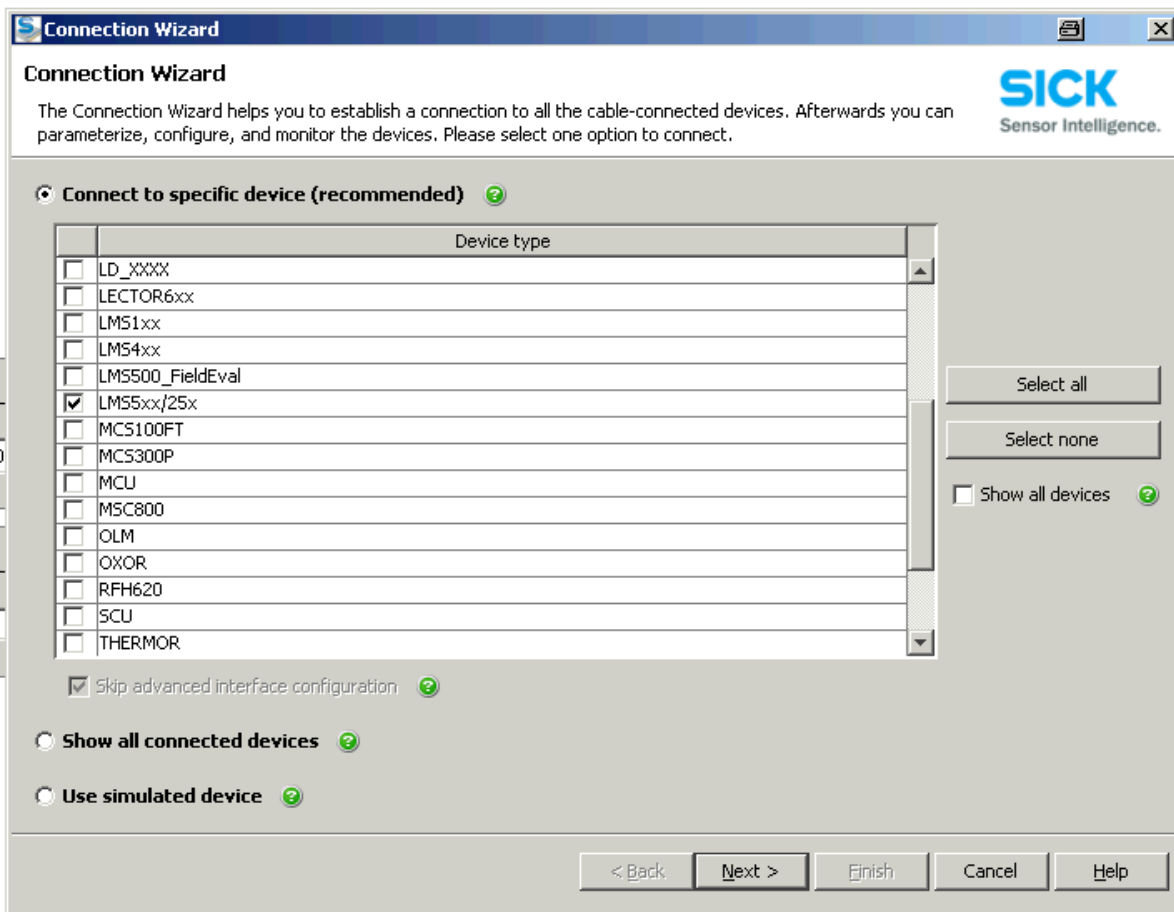 Connection Wizard
Connection Wizard
The Connection Wizard helps you to establish a connection to all the cable-connected devices. Afterwards you can
parameterize, configure, and monitor the devices. Please select one option to connect.
SICK
Sensor Intelligence.
Connect to specific device (recommended)
Device type
LD_XXXX
LECTOR6xx
LMS1xx
LMS4xx
LMS500_FieldEval
LMS5xx/25x
MCS100FT
MCS300P
MCU
MSC800
OLM
OXOR
RFH620
SCU
THERMOR
Select all
Select none
Show all devices
Skip advanced interface configuration
Show all connected devices
Use simulated device
< Back
Next >
Finish
Cancel
Help